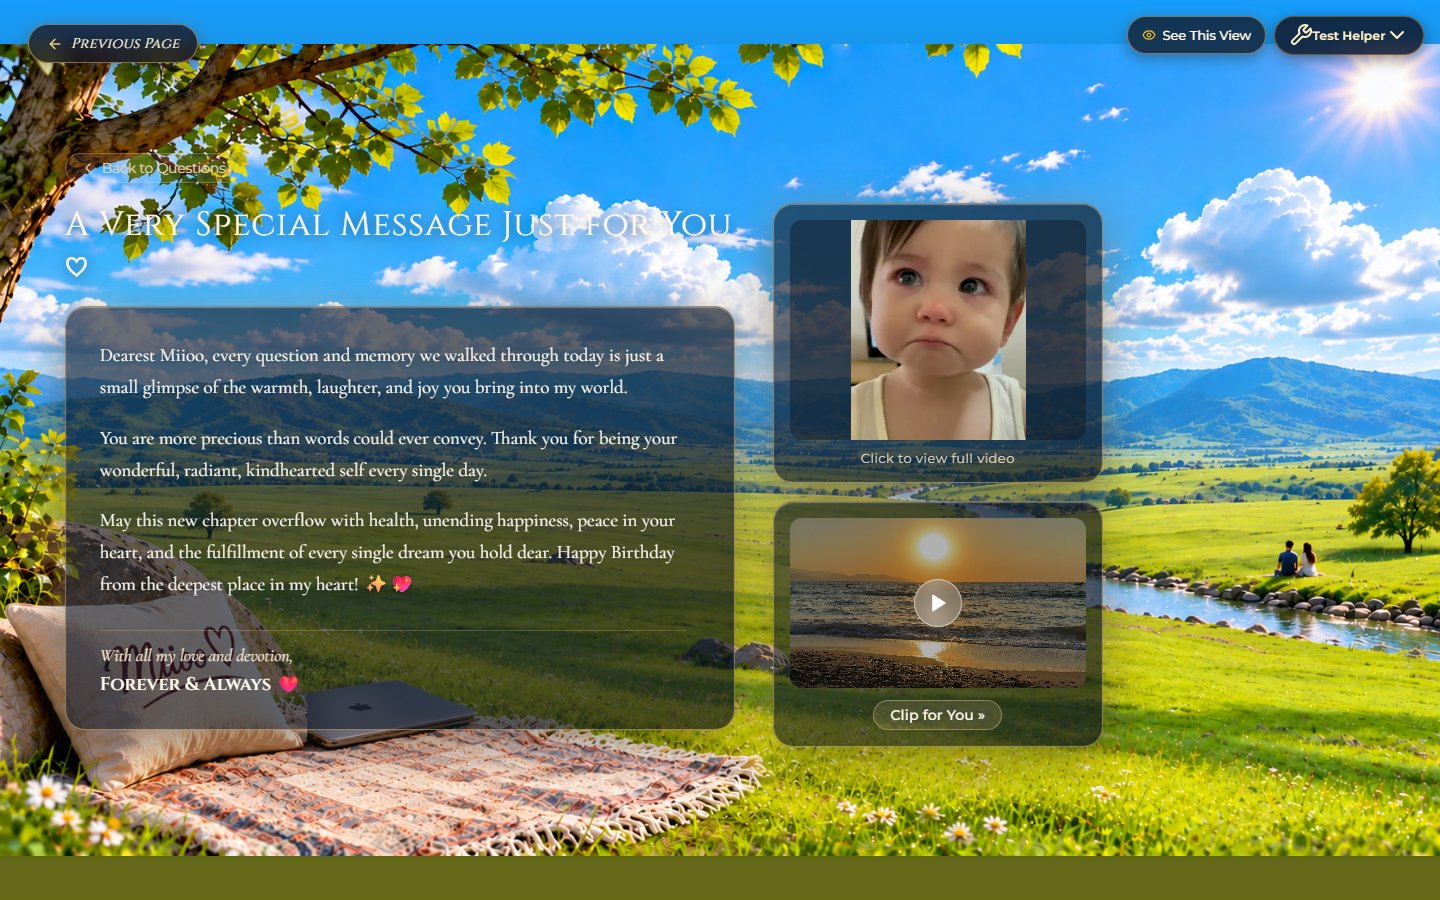 Previous Page
See This View
Test Helper
Back to Questions
A Very Special Message Just for You
♡
Dearest Miioo, every question and memory we walked through today is just a
small glimpse of the warmth, laughter, and joy you bring into my world.
You are more precious than words could ever convey. Thank you for being your
wonderful, radiant, kindhearted self every single day.
May this new chapter overflow with health, unending happiness, peace in your
heart, and the fulfillment of every single dream you hold dear. Happy Birthday
from the deepest place in my heart! ✨ 💖
With all my love and devotion,
Forever & Always 💖
Miioo♡
Click to view full video
Clip for You »